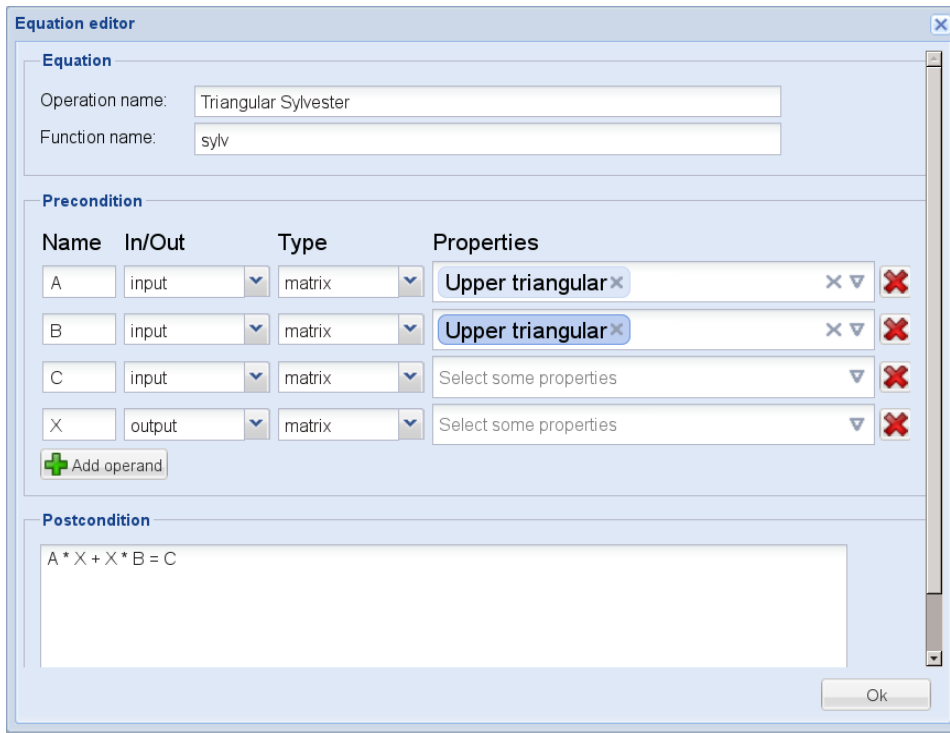 Equation editor
Equation
Operation name: Triangular Sylvester
Function name: sylv
Precondition
Name In/Out Type Properties
A input matrix Upper triangular
B input matrix Upper triangular
C input matrix Select some properties
X output matrix Select some properties
Add operand
Postcondition
A * X + X * B = C
Ok